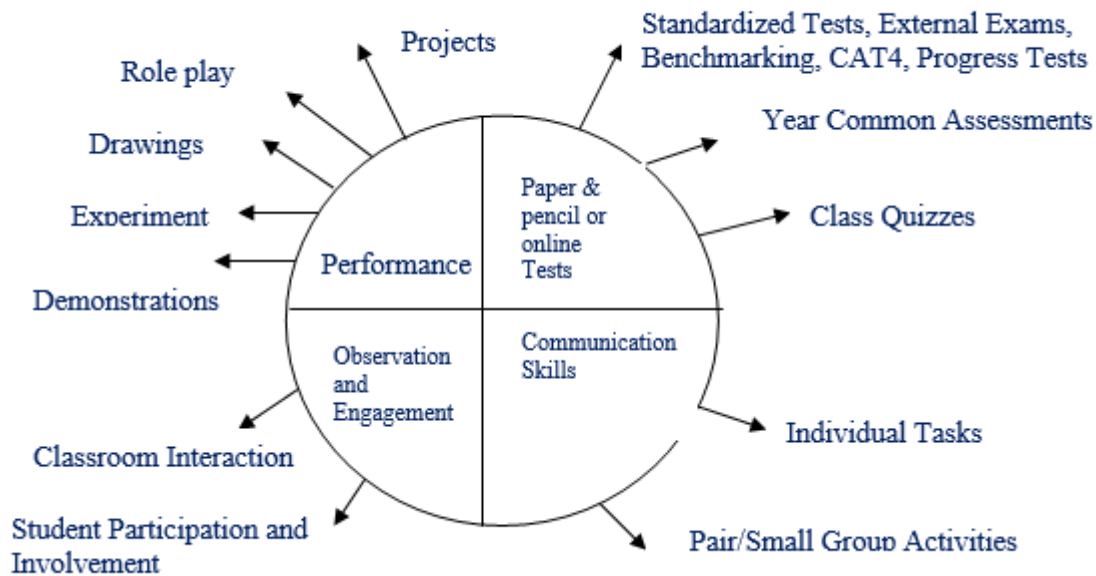 Projects
Standardized Tests, External Exams,
Benchmarking, CAT4, Progress Tests
Role play
Year Common Assessments
Drawings
Paper &
pencil or
online
Tests
Experiment
Class Quizzes
Performance
Demonstrations
Observation
and
Engagement
Communication
Skills
Individual Tasks
Classroom Interaction
Student Participation and
Involvement
Pair/Small Group Activities